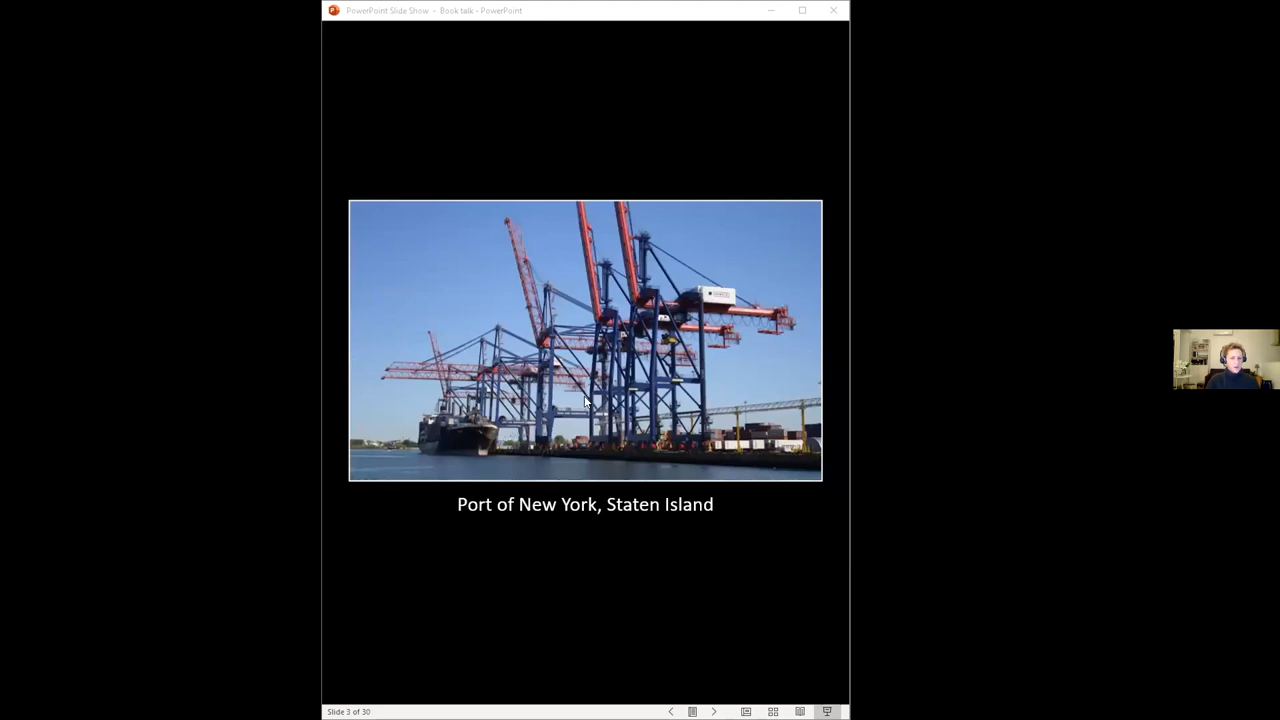 PowerPoint Slide Show - Book talk - PowerPoint
Port of New York, Staten Island
Slide 3 of 30